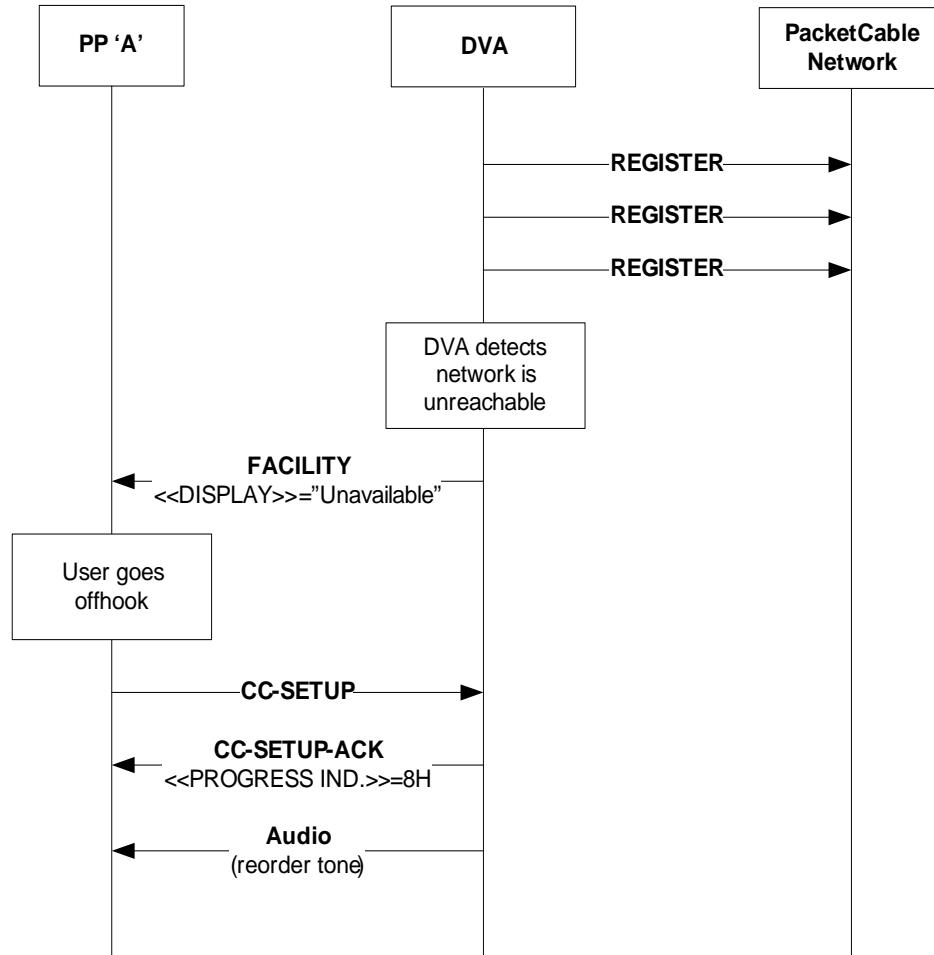 PP ‘A’
DVA
PacketCable
Network
REGISTER
REGISTER
REGISTER
DVA detects
network is
unreachable
FACILITY
<<DISPLAY>>=”Unavailable”
User goes
offhook
CC-SETUP
CC-SETUP-ACK
<<PROGRESS IND.>>=8H
Audio
(reorder tone)